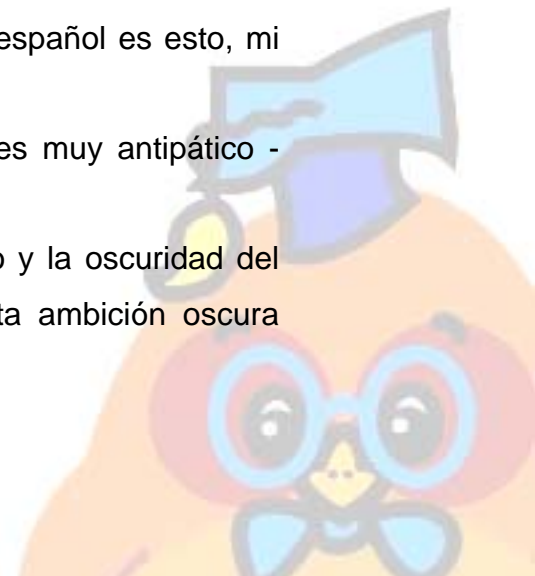 español es esto, mi
es muy antipático -
o y la oscuridad del
ta ambición oscura